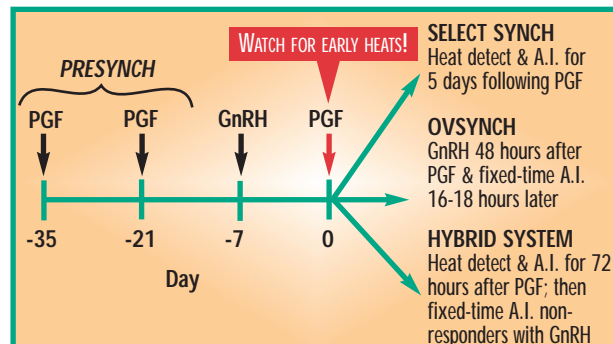 WATCH FOR EARLY HEATS!
PRESYNCH
PGF
PGF
GnRH
PGF
-35
-21
-7
0
Day
SELECT SYNCH
Heat detect & A.I. for
5 days following PGF
OVSYNCH
GnRH 48 hours after
PGF & fixed-time A.I.
16-18 hours later
HYBRID SYSTEM
Heat detect & A.I. for 72
hours after PGF; then
fixed-time A.I. non-
responders with GnRH